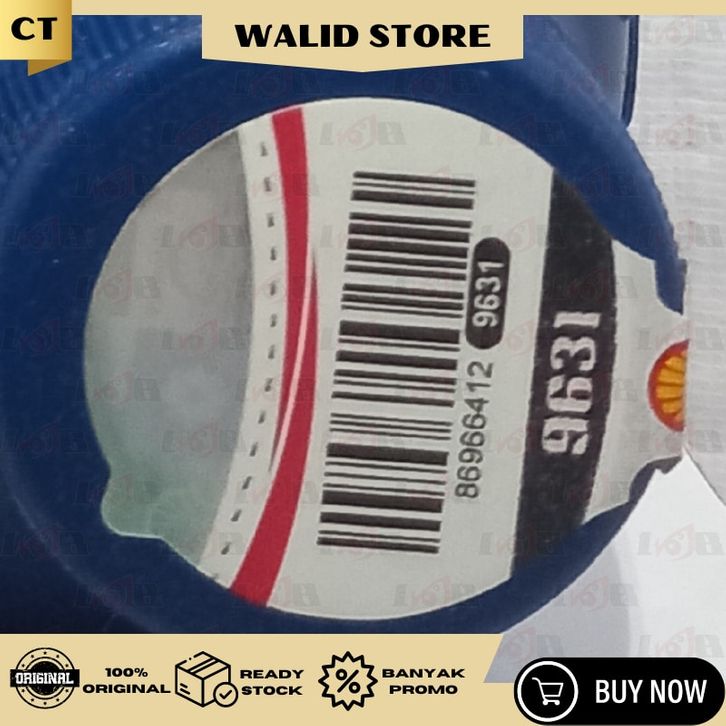 CT
WALID STORE
86966412 9631
9631
ORIGINAL
100%
ORIGINAL
READY
STOCK
BANYAK
PROMO
BUY NOW